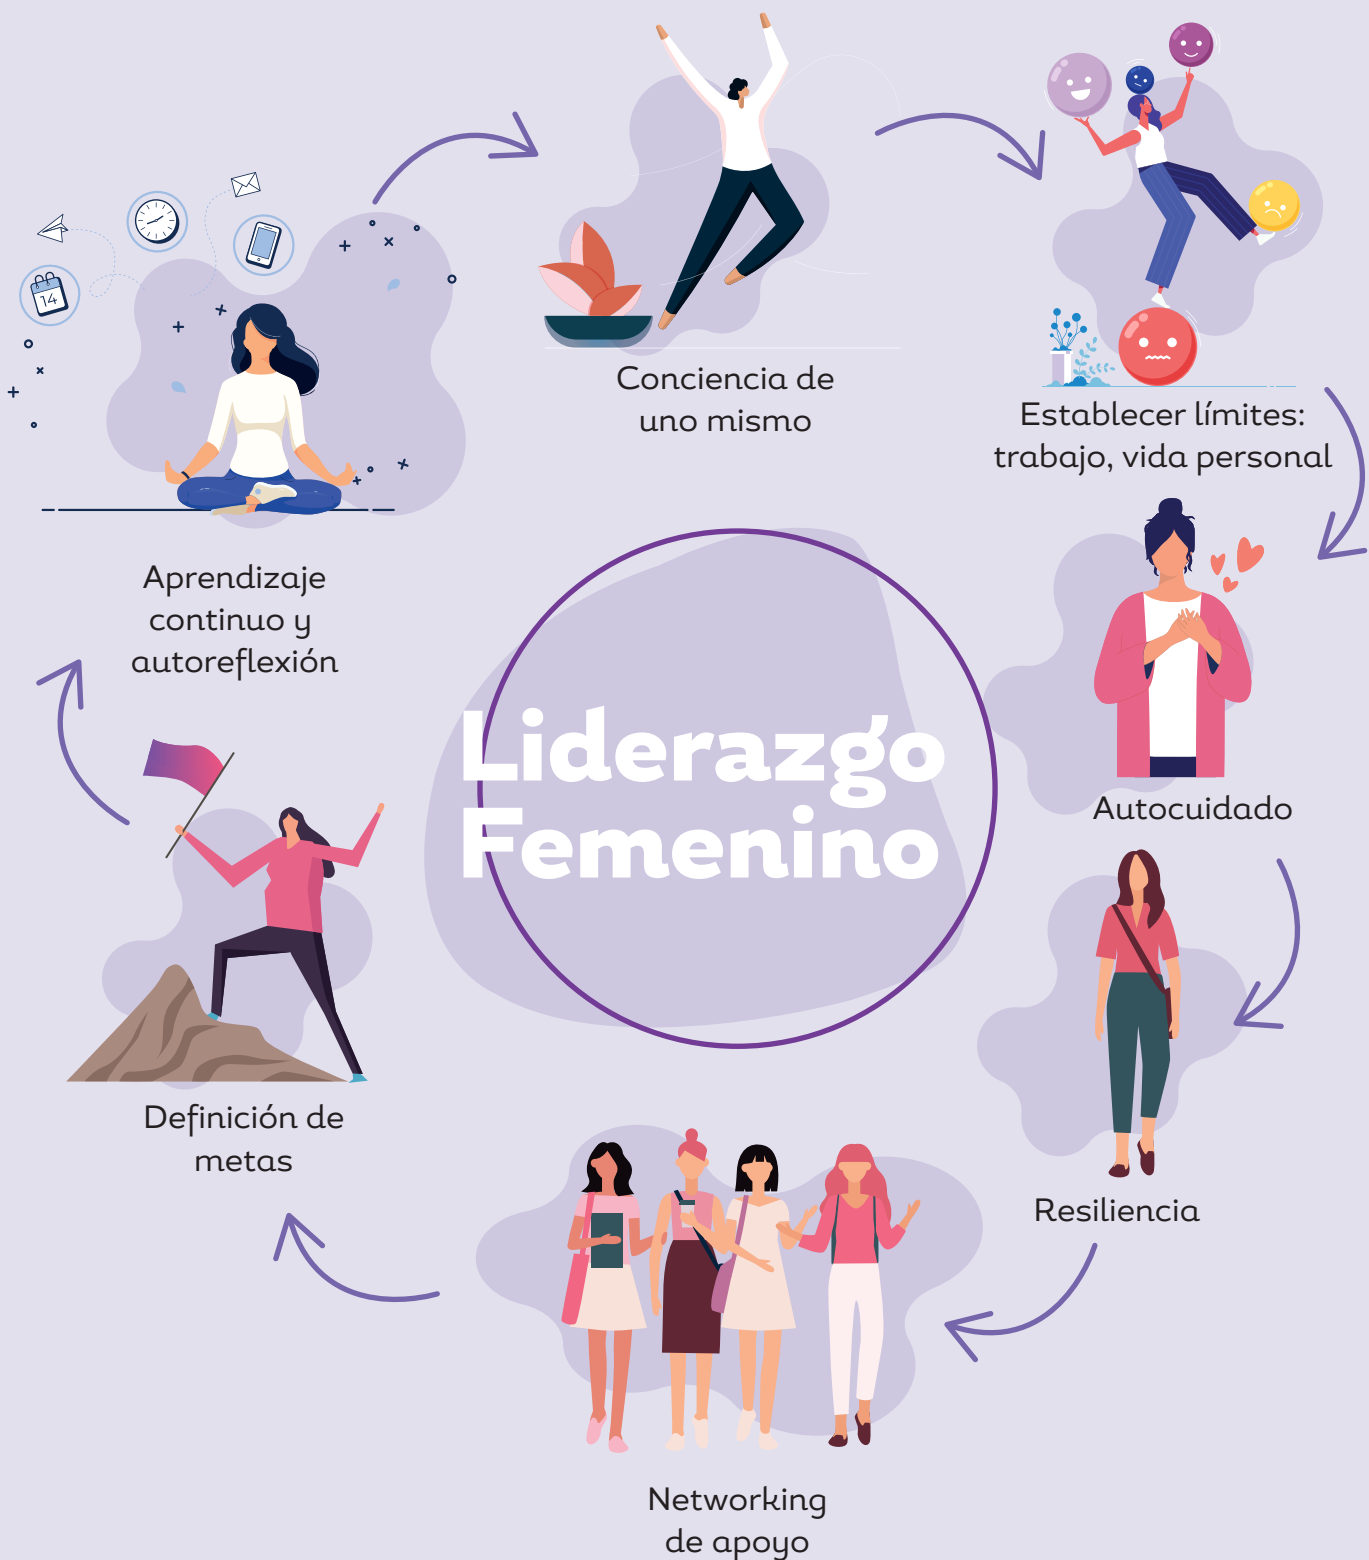 14
Conciencia de
uno mismo
Establecer límites:
trabajo, vida personal
Aprendizaje
continuo y
autoreflexión
Liderazgo
Femenino
Autocuidado
Definición de
metas
Resiliencia
Networking
de apoyo